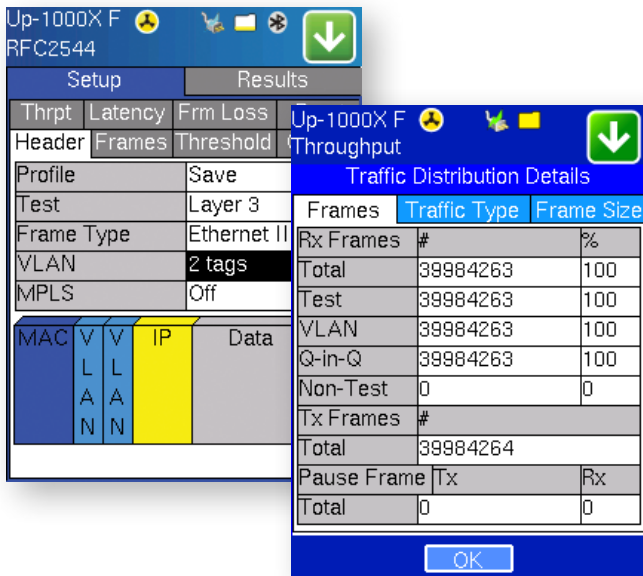 Up-1000X F
RFC2544
Setup Results
Thrpt Latency Frm Loss
Header Frames Threshold
Profile Save
Test Layer 3
Frame Type Ethernet II
VLAN 2 tags
MPLS Off
MAC VLAN VLAN IP Data
Up-1000X F
Throughput
Traffic Distribution Details
Frames Traffic Type Frame Size
Rx Frames # %
Total 39984263 100
Test 39984263 100
VLAN 39984263 100
Q-in-Q 39984263 100
Non-Test 0 0
Tx Frames #
Total 39984264
Pause Frame Tx Rx
Total 0 0
OK